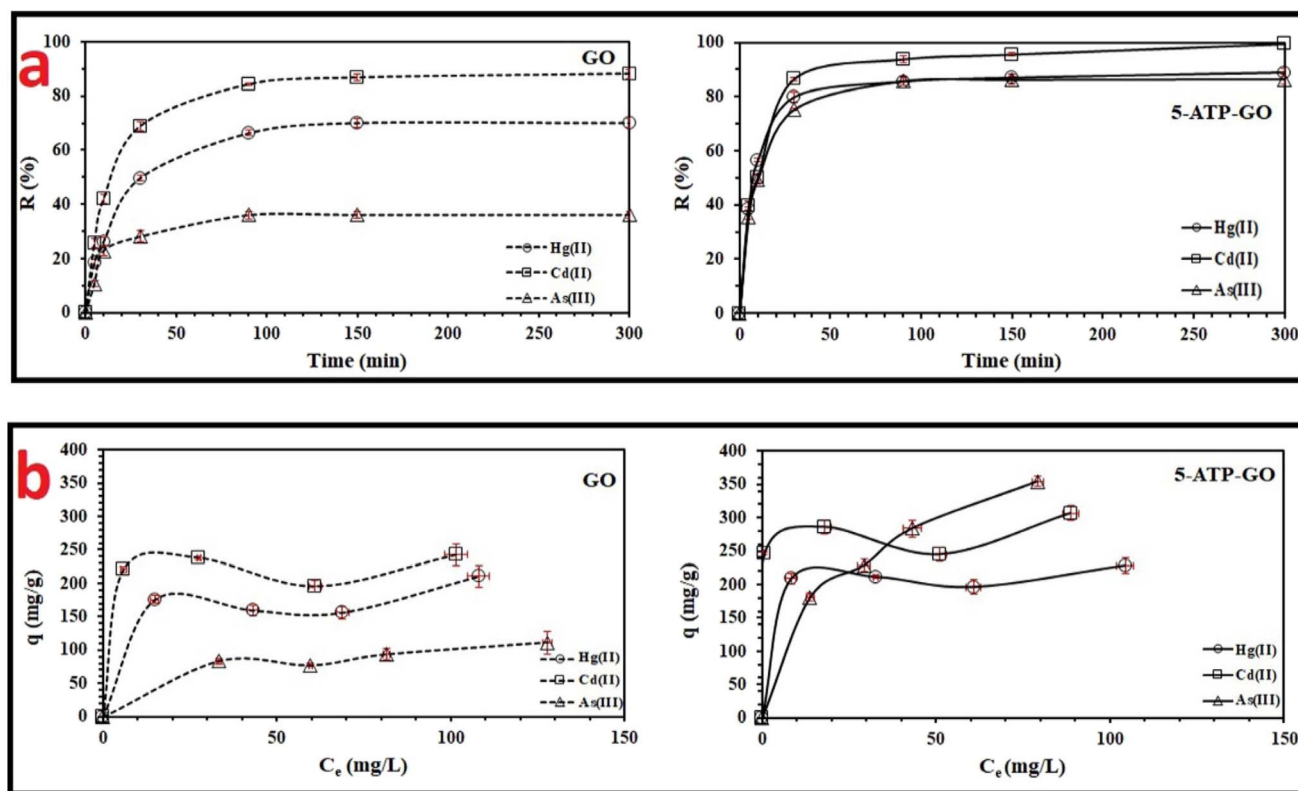 a
GO
R (%)
100
80
60
40
20
0
Hg(II)
Cd(II)
As(III)
0 50 100 150 200 250 300
Time (min)
5-ATP-GO
R (%)
100
80
60
40
20
0
Hg(II)
Cd(II)
As(III)
0 50 100 150 200 250 300
Time (min)
b
GO
q (mg/g)
400
350
300
250
200
150
100
50
0
Hg(II)
Cd(II)
As(III)
0 50 100 150
Ce (mg/L)
5-ATP-GO
q (mg/g)
400
350
300
250
200
150
100
50
0
Hg(II)
Cd(II)
As(III)
0 50 100 150
Ce (mg/L)